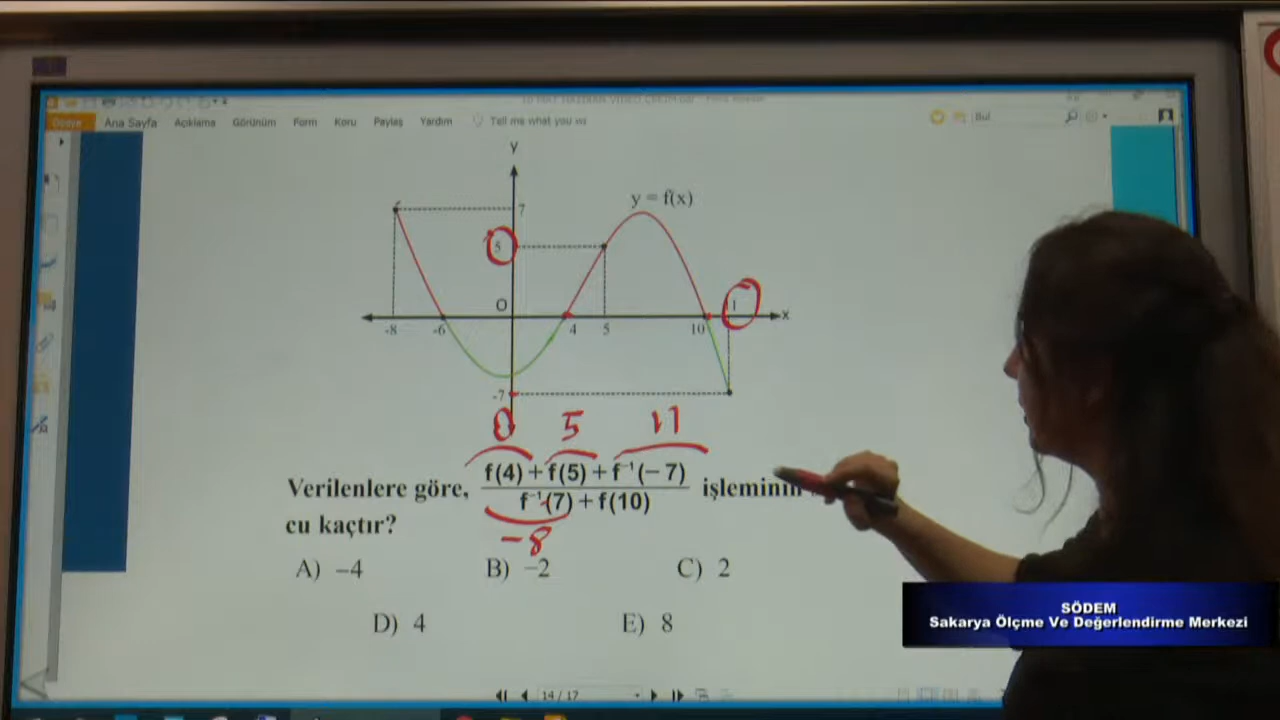 Dosya Ana Sayfa Açıklama Görünüm Form Koru Paylaş Yardım Tell me what you wa Bul
y
7
y = f(x)
5
O
1
x
-8 -6 4 5 10
-7
0 5 11
f(4)+f(5)+f⁻¹(-7)
Verilenlere göre, işleminin
f⁻¹(7)+f(10)
cu kaçtır?
-8
A) -4 B) -2 C) 2
D) 4 E) 8
SÖDEM
Sakarya Ölçme Ve Değerlendirme Merkezi
14 / 17